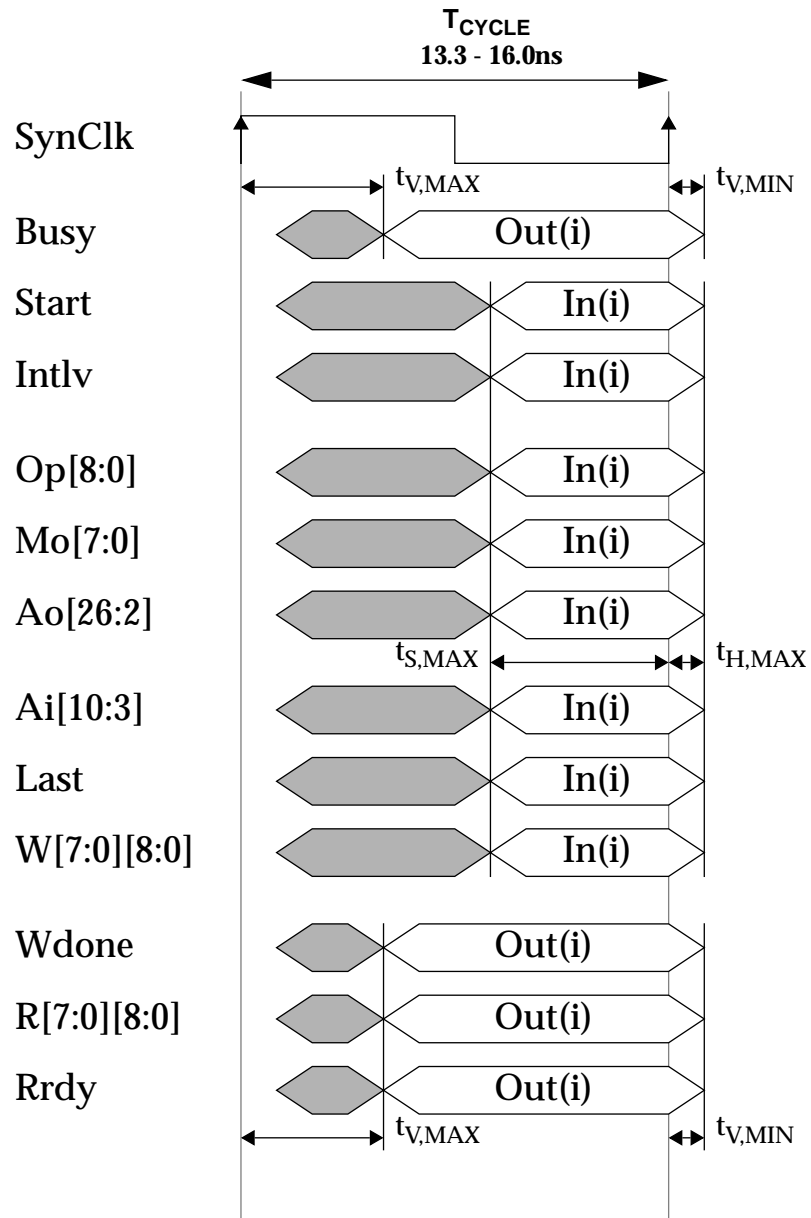 TCYCLE
13.3 - 16.0ns
SynClk
tV,MAX tV,MIN
Busy Out(i)
Start In(i)
Intlv In(i)
Op[8:0] In(i)
Mo[7:0] In(i)
Ao[26:2] In(i)
tS,MAX tH,MAX
Ai[10:3] In(i)
Last In(i)
W[7:0][8:0] In(i)
Wdone Out(i)
R[7:0][8:0] Out(i)
Rrdy Out(i)
tV,MAX tV,MIN